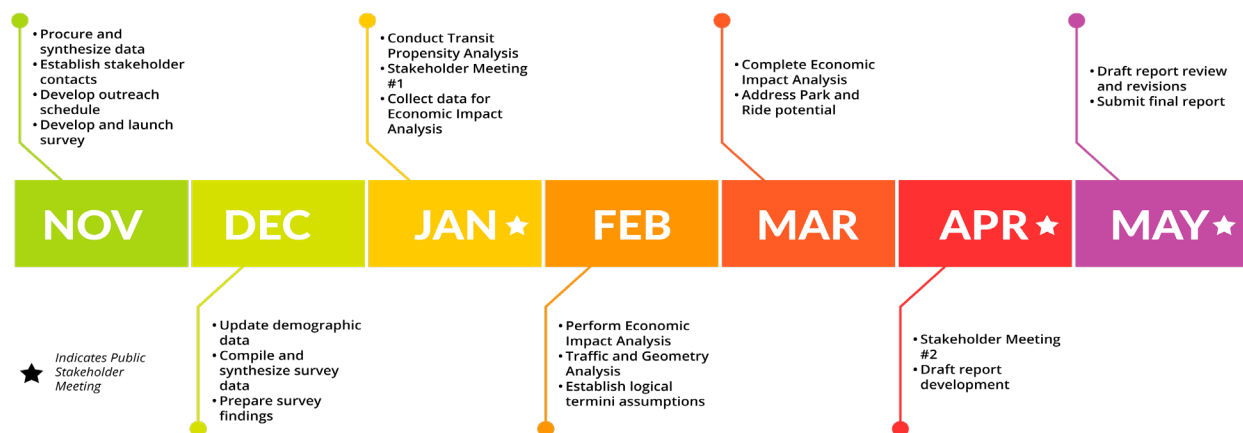 • Procure and
synthesize data
• Establish stakeholder
contacts
• Develop outreach
schedule
• Develop and launch
survey
• Conduct Transit
Propensity Analysis
• Stakeholder Meeting
#1
• Collect data for
Economic Impact
Analysis
• Complete Economic
Impact Analysis
• Address Park and
Ride potential
• Draft report review
and revisions
• Submit final report
NOV
DEC
JAN
FEB
MAR
APR
MAY
Indicates Public
Stakeholder
Meeting
• Update demographic
data
• Compile and
synthesize survey
data
• Prepare survey
findings
• Perform Economic
Impact Analysis
• Traffic and Geometry
Analysis
• Establish logical
termini assumptions
• Stakeholder Meeting
#2
• Draft report
development